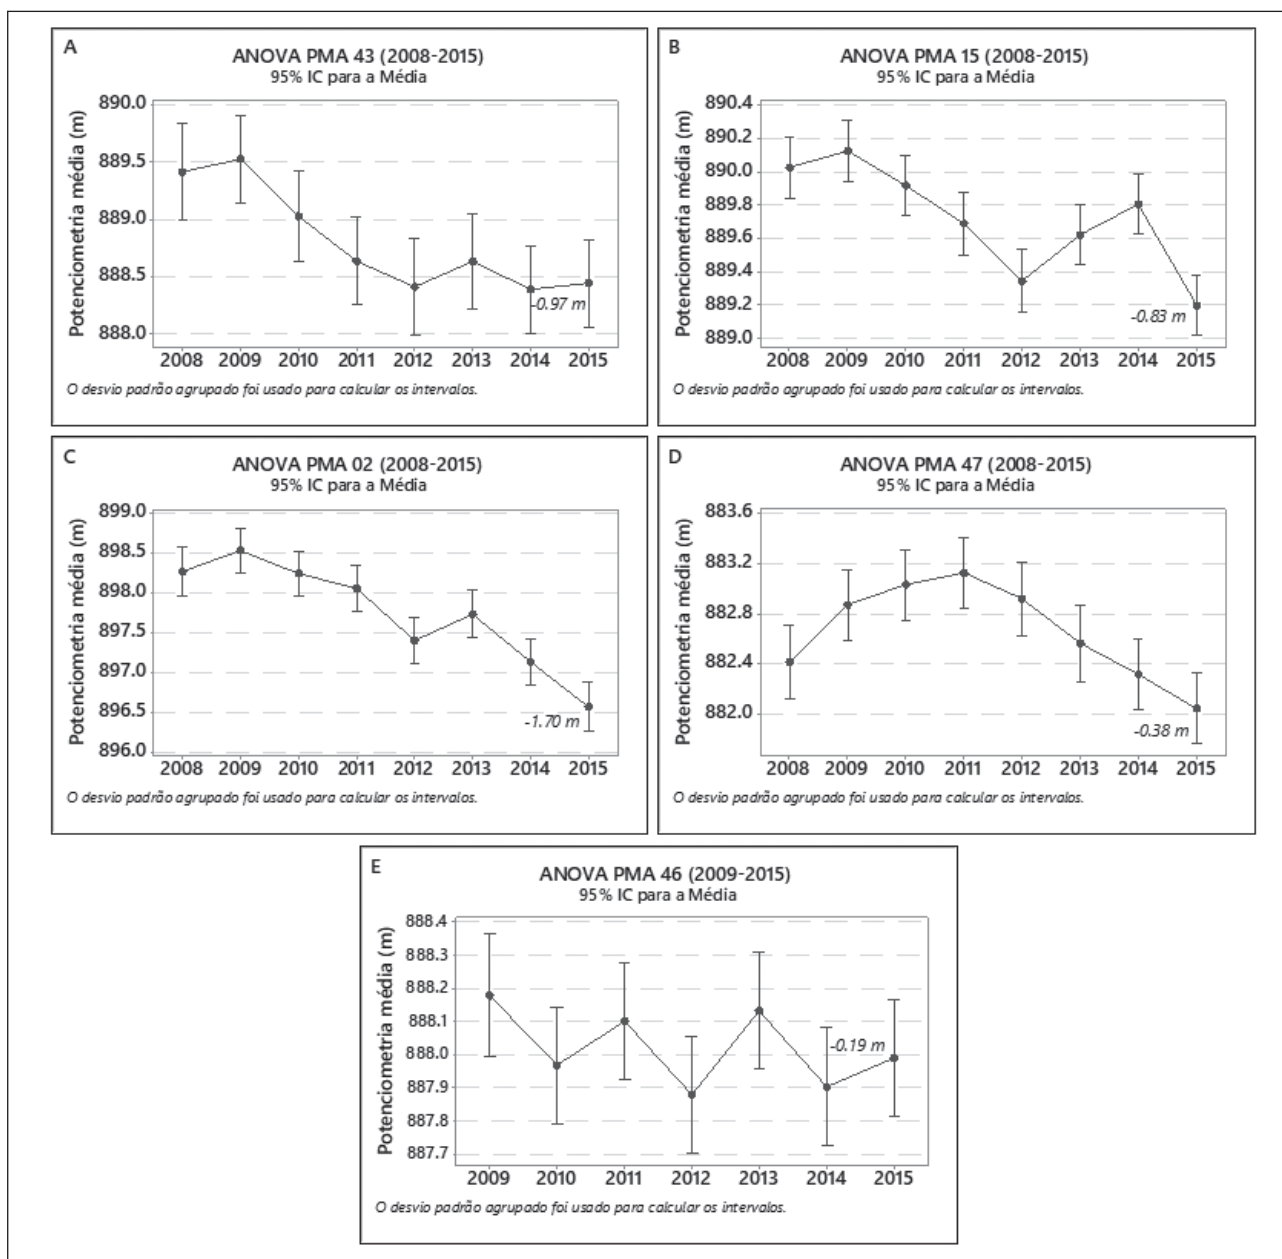 A
ANOVA PMA 43 (2008-2015)
95% IC para a Média
Potenciometria média (m)
890.0
889.5
889.0
888.5
888.0
-0.97 m
2008 2009 2010 2011 2012 2013 2014 2015
O desvio padrão agrupado foi usado para calcular os intervalos.
B
ANOVA PMA 15 (2008-2015)
95% IC para a Média
Potenciometria média (m)
890.4
890.2
890.0
889.8
889.6
889.4
889.2
889.0
-0.83 m
2008 2009 2010 2011 2012 2013 2014 2015
O desvio padrão agrupado foi usado para calcular os intervalos.
C
ANOVA PMA 02 (2008-2015)
95% IC para a Média
Potenciometria média (m)
899.0
898.5
898.0
897.5
897.0
896.5
896.0
-1.70 m
2008 2009 2010 2011 2012 2013 2014 2015
O desvio padrão agrupado foi usado para calcular os intervalos.
D
ANOVA PMA 47 (2008-2015)
95% IC para a Média
Potenciometria média (m)
883.6
883.2
882.8
882.4
882.0
-0.38 m
2008 2009 2010 2011 2012 2013 2014 2015
O desvio padrão agrupado foi usado para calcular os intervalos.
E
ANOVA PMA 46 (2009-2015)
95% IC para a Média
Potenciometria média (m)
888.4
888.3
888.2
888.1
888.0
887.9
887.8
887.7
-0.19 m
2009 2010 2011 2012 2013 2014 2015
O desvio padrão agrupado foi usado para calcular os intervalos.